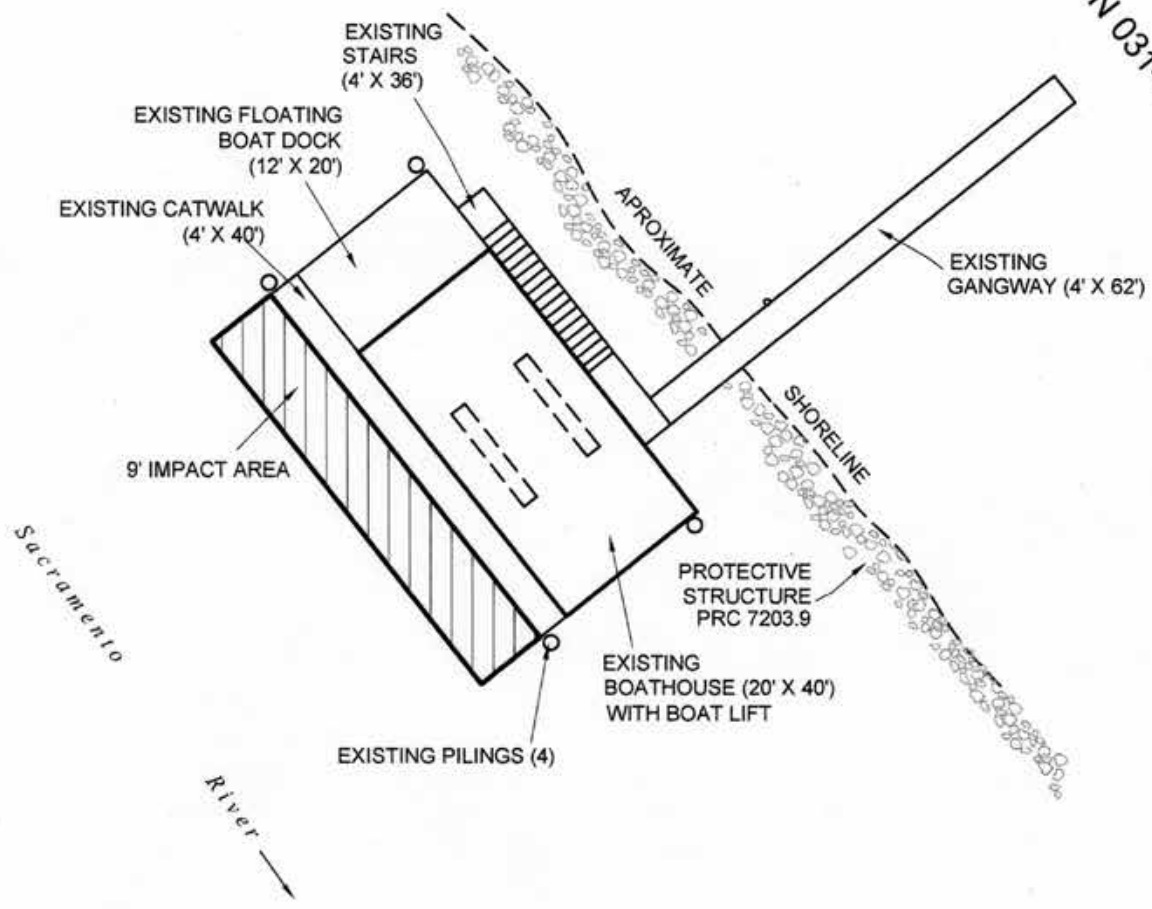 EXISTING
STAIRS
(4' X 36')
EXISTING FLOATING
BOAT DOCK
(12' X 20')
EXISTING CATWALK
(4' X 40')
APROXIMATE
SHORELINE
EXISTING
GANGWAY (4' X 62')
9' IMPACT AREA
PROTECTIVE
STRUCTURE
PRC 7203.9
EXISTING
BOATHOUSE (20' X 40')
WITH BOAT LIFT
EXISTING PILINGS (4)
Sacramento
River